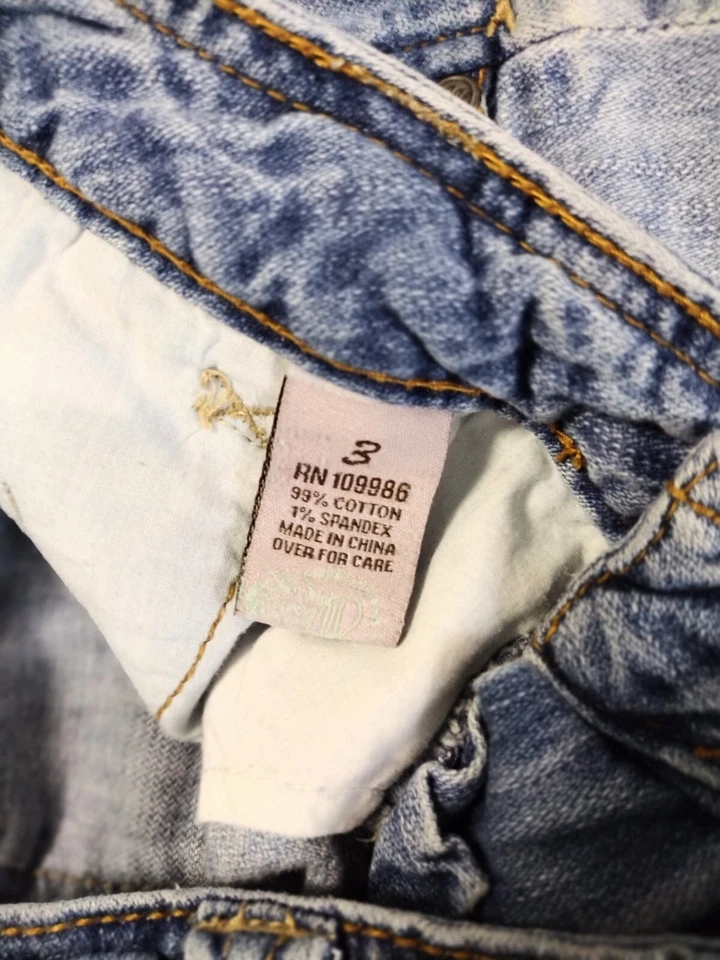 3
RN 109986
99% COTTON
1% SPANDEX
MADE IN CHINA
OVER FOR CARE